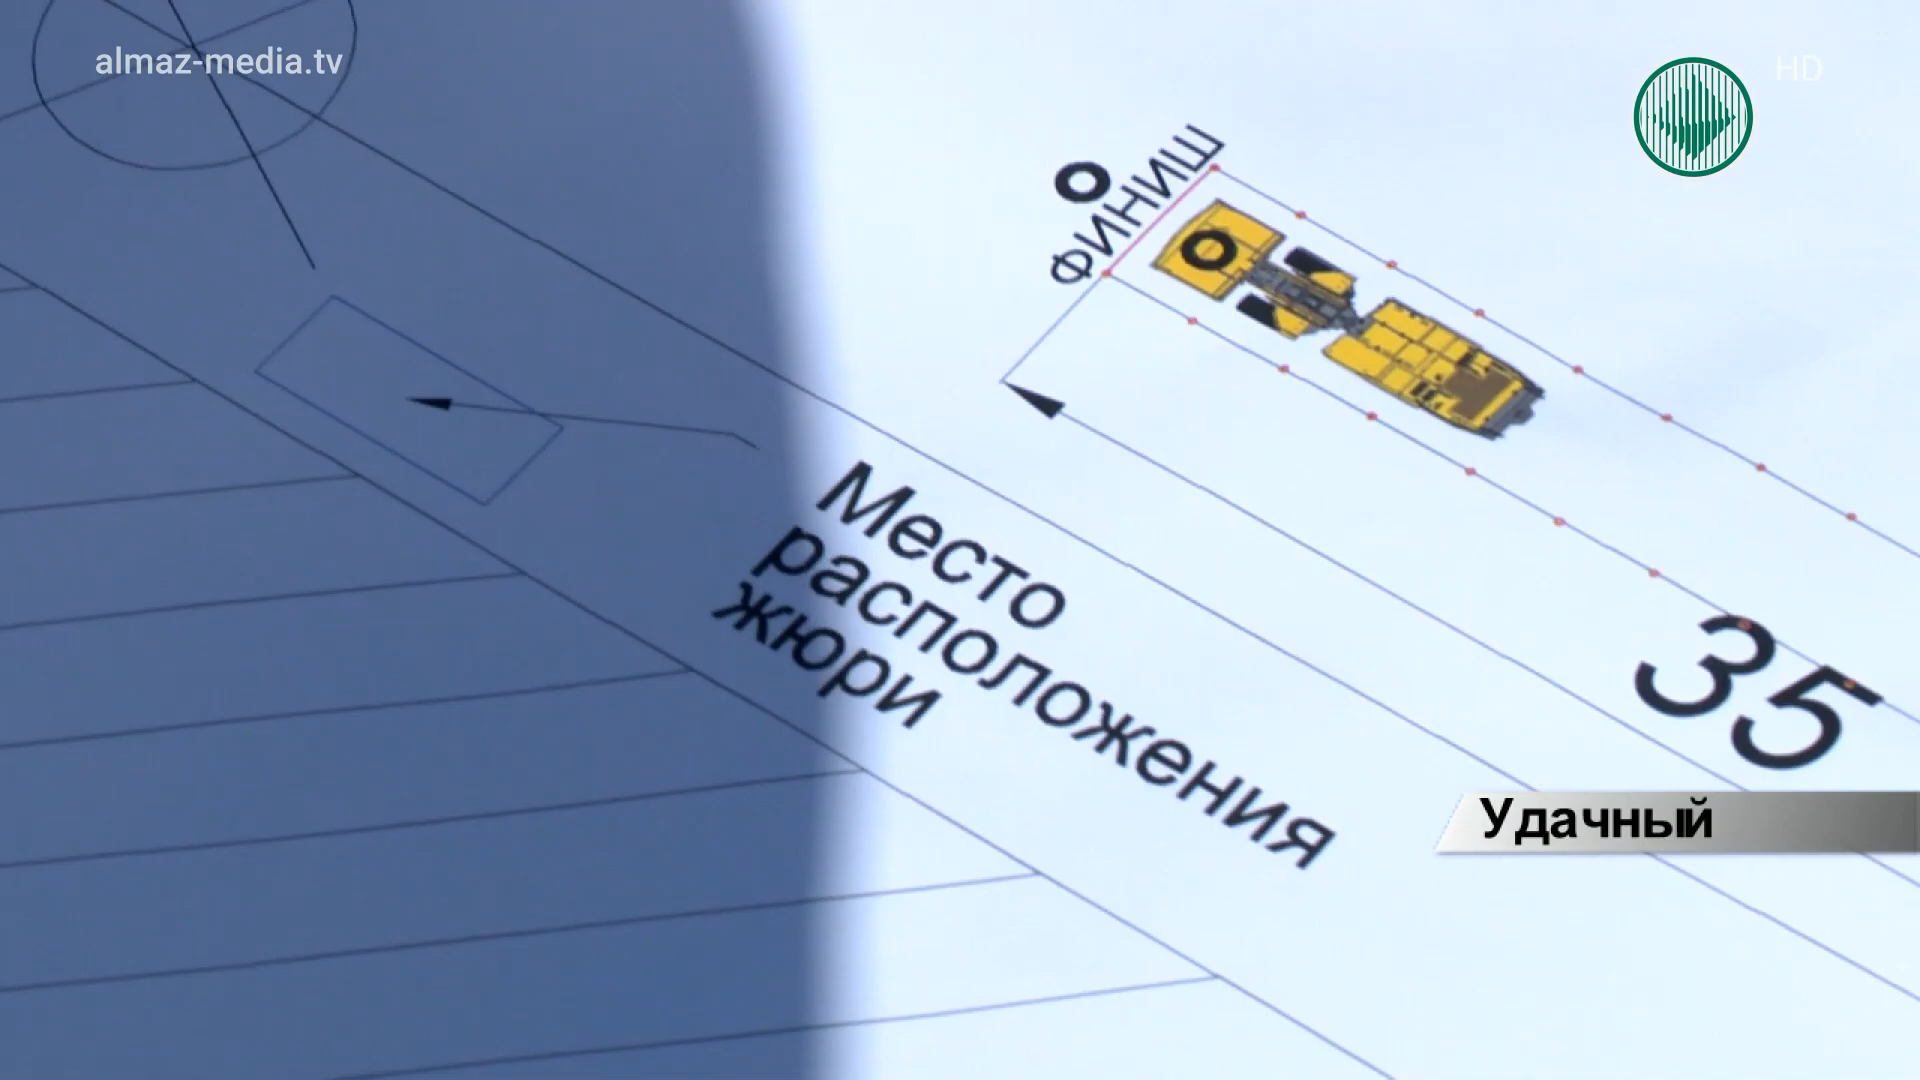 almaz-media.tv
HD
ФИНИШ
Место
расположения
жюри
35
Удачный